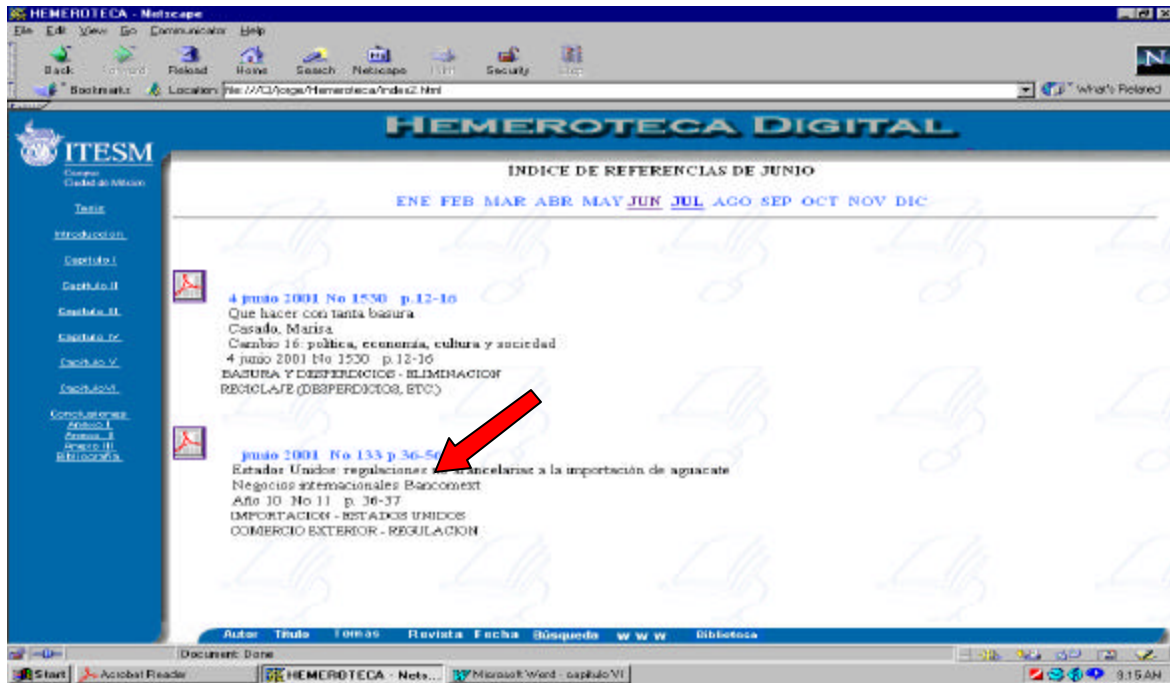 HEMEROTECA - Netscape
File Edit View Go Communicator Help
Back Forward Reload Home Search Netscape Print Security Stop
Bookmarks Location: file:///C|/jorge/Hemeroteca/index2.html What's Related
HEMEROTECA DIGITAL
ITESM
Campus
Ciudad de México
Tesis
Introduccion
Capitulo I
Capitulo II
Capitulo III
Capitulo IV
Capitulo V
Capitulo VI
Conclusiones
Anexo I
Anexo II
Anexo III
Bibliografia
INDICE DE REFERENCIAS DE JUNIO
ENE FEB MAR ABR MAY JUN JUL AGO SEP OCT NOV DIC
4 junio 2001 No 1530 p.12-16
Que hacer con tanta basura
Casado, Marisa
Cambio 16: política, economía, cultura y sociedad
4 junio 2001 No 1530 p.12-16
BASURA Y DESPERDICIOS - ELIMINACION
RECICLAJE (DESPERDICIOS, ETC.)
junio 2001 No 133 p.36-56
Estados Unidos: regulaciones no arancelarias a la importación de aguacate
Negocios internacionales Bancomext
Año 10 No 11 p. 36-37
IMPORTACION - ESTADOS UNIDOS
COMERCIO EXTERIOR - REGULACION
Autor Titulo Temas Revista Fecha Búsqueda w w w Biblioteca
Document: Done
Start Acrobat Reader HEMEROTECA - Nets... Microsoft Word - capitulo VI 9:15 AM